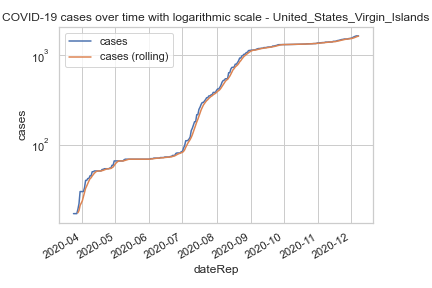 COVID-19 cases over time with logarithmic scale - United_States_Virgin_Islands
cases
cases (rolling)
10³
10²
cases
2020-04
2020-05
2020-06
2020-07
2020-08
2020-09
2020-10
2020-11
2020-12
dateRep